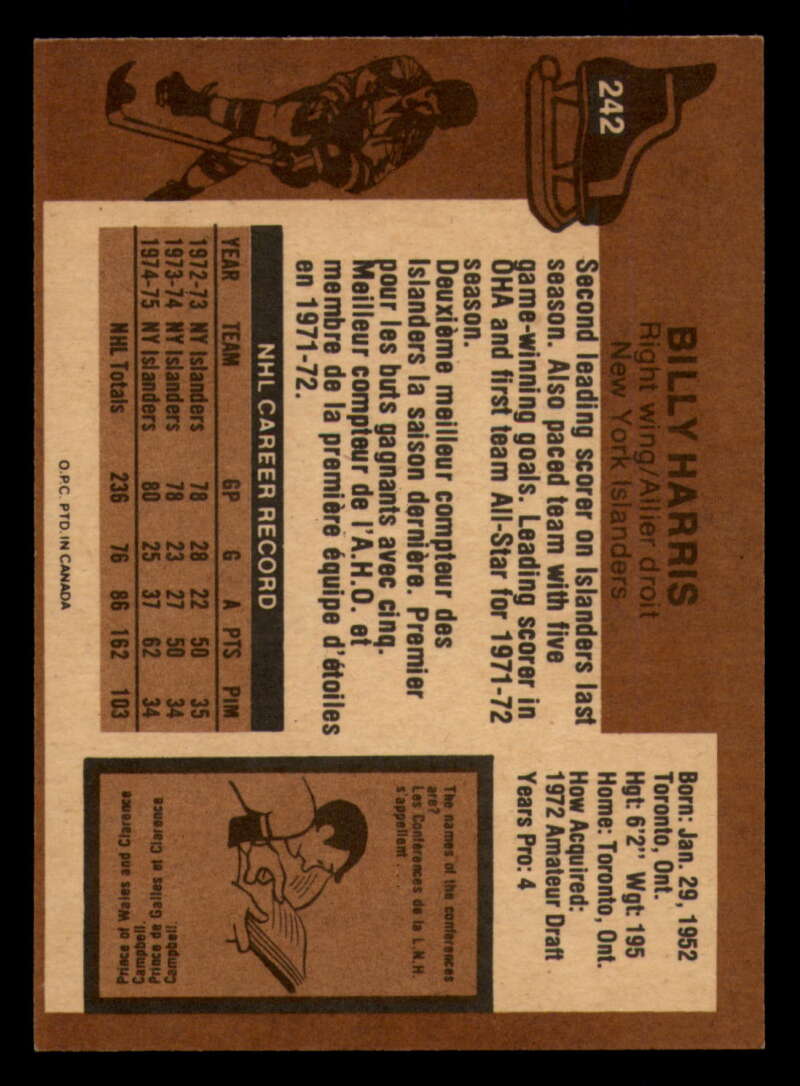 242
BILLY HARRIS
Right wing/Ailier droit
New York Islanders
Second leading scorer on Islanders last
season. Also paced team with five
game-winning goals. Leading scorer in
OHA and first team All-Star for 1971-72
season.
Deuxième meilleur compteur des
Islanders la saison dernière. Premier
pour les buts gagnants avec cinq.
Meilleur compteur de l'A.H.O. et
membre de la première équipe d'étoiles
en 1971-72.
NHL CAREER RECORD
YEAR TEAM GP G A PTS PIM
1972-73 NY Islanders 78 28 22 50 35
1973-74 NY Islanders 78 23 27 50 34
1974-75 NY Islanders 80 25 37 62 34
NHL Totals 236 76 86 162 103
O.P.C. PTD. IN CANADA
Born: Jan. 29, 1952
Toronto, Ont.
Hgt: 6'2" Wgt: 195
Home: Toronto, Ont.
How Acquired:
1972 Amateur Draft
Years Pro: 4
The names of the conferences
are?
Les Conferences de la L.N.H.
s'appellent . . .
Campbell
Prince de Galles et Clarence
Campbell
Prince of Wales and Clarence